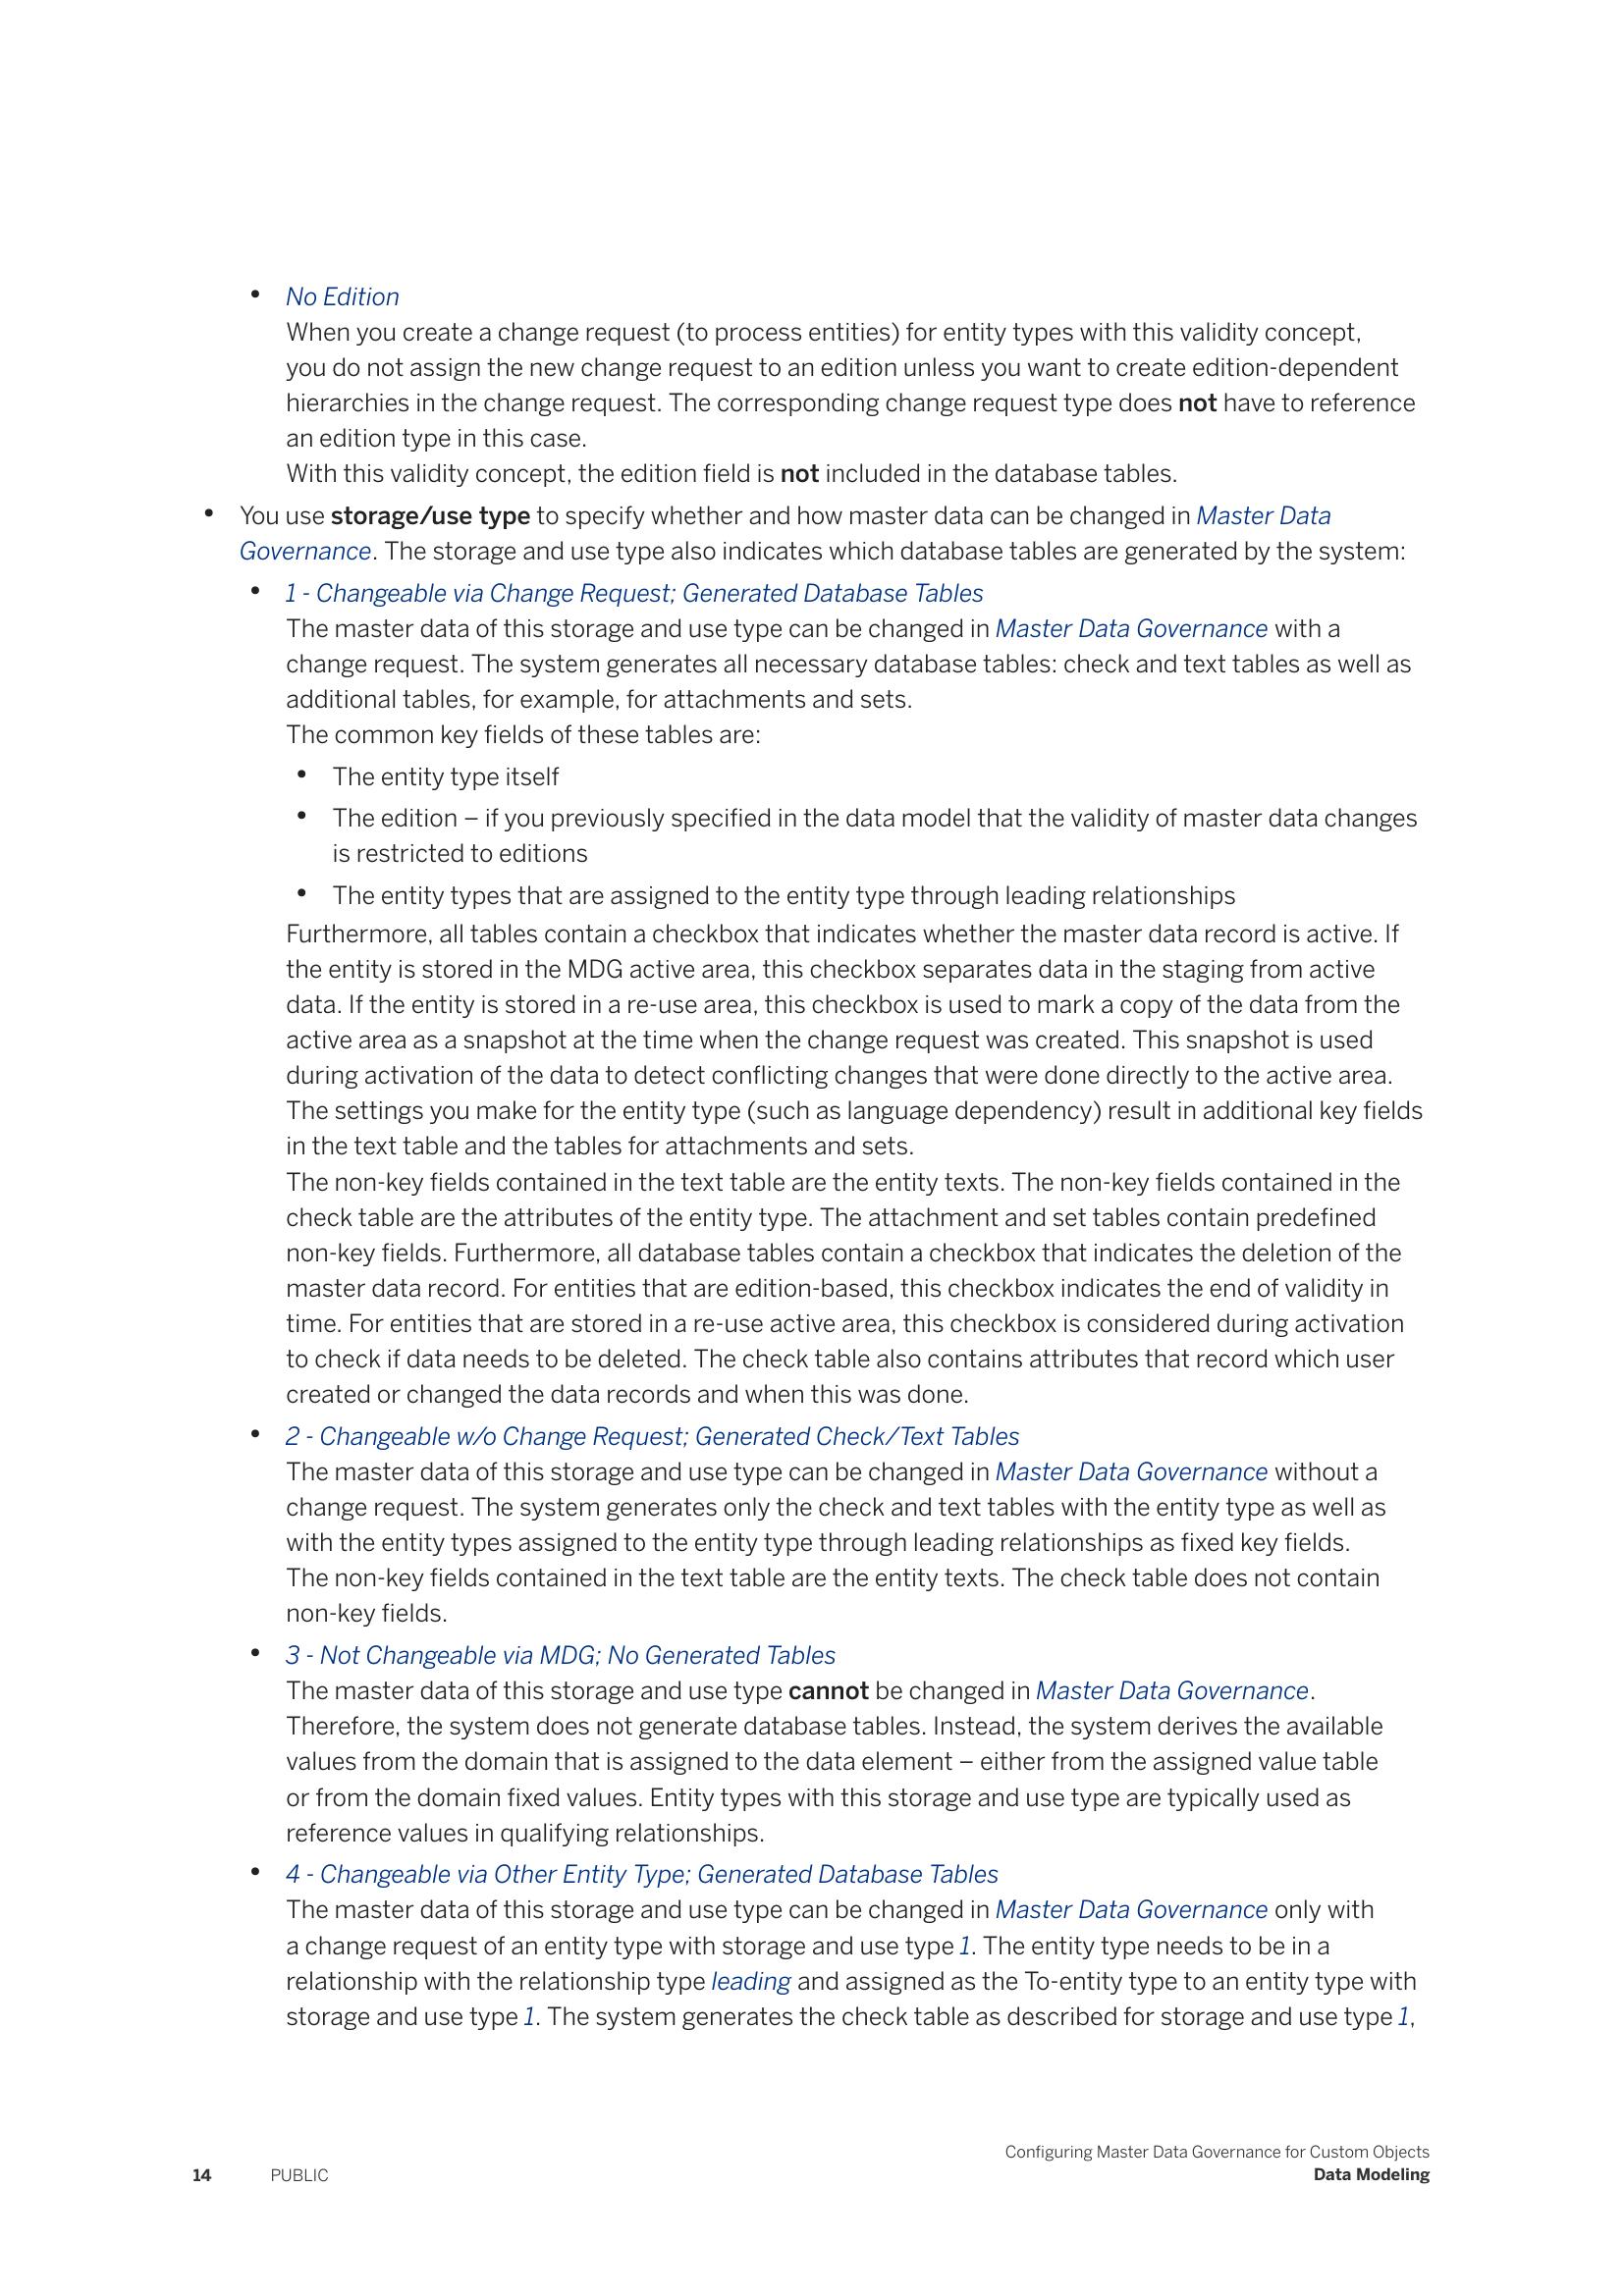 • No Edition
When you create a change request (to process entities) for entity types with this validity concept,
you do not assign the new change request to an edition unless you want to create edition-dependent
hierarchies in the change request. The corresponding change request type does not have to reference
an edition type in this case.
With this validity concept, the edition field is not included in the database tables.
• You use storage/use type to specify whether and how master data can be changed in Master Data
Governance. The storage and use type also indicates which database tables are generated by the system:
• 1 - Changeable via Change Request; Generated Database Tables
The master data of this storage and use type can be changed in Master Data Governance with a
change request. The system generates all necessary database tables: check and text tables as well as
additional tables, for example, for attachments and sets.
The common key fields of these tables are:
• The entity type itself
• The edition – if you previously specified in the data model that the validity of master data changes
is restricted to editions
• The entity types that are assigned to the entity type through leading relationships
Furthermore, all tables contain a checkbox that indicates whether the master data record is active. If
the entity is stored in the MDG active area, this checkbox separates data in the staging from active
data. If the entity is stored in a re-use area, this checkbox is used to mark a copy of the data from the
active area as a snapshot at the time when the change request was created. This snapshot is used
during activation of the data to detect conflicting changes that were done directly to the active area.
The settings you make for the entity type (such as language dependency) result in additional key fields
in the text table and the tables for attachments and sets.
The non-key fields contained in the text table are the entity texts. The non-key fields contained in the
check table are the attributes of the entity type. The attachment and set tables contain predefined
non-key fields. Furthermore, all database tables contain a checkbox that indicates the deletion of the
master data record. For entities that are edition-based, this checkbox indicates the end of validity in
time. For entities that are stored in a re-use active area, this checkbox is considered during activation
to check if data needs to be deleted. The check table also contains attributes that record which user
created or changed the data records and when this was done.
• 2 - Changeable w/o Change Request; Generated Check/Text Tables
The master data of this storage and use type can be changed in Master Data Governance without a
change request. The system generates only the check and text tables with the entity type as well as
with the entity types assigned to the entity type through leading relationships as fixed key fields.
The non-key fields contained in the text table are the entity texts. The check table does not contain
non-key fields.
• 3 - Not Changeable via MDG; No Generated Tables
The master data of this storage and use type cannot be changed in Master Data Governance.
Therefore, the system does not generate database tables. Instead, the system derives the available
values from the domain that is assigned to the data element – either from the assigned value table
or from the domain fixed values. Entity types with this storage and use type are typically used as
reference values in qualifying relationships.
• 4 - Changeable via Other Entity Type; Generated Database Tables
The master data of this storage and use type can be changed in Master Data Governance only with
a change request of an entity type with storage and use type 1. The entity type needs to be in a
relationship with the relationship type leading and assigned as the To-entity type to an entity type with
storage and use type 1. The system generates the check table as described for storage and use type 1,
Configuring Master Data Governance for Custom Objects
14 PUBLIC Data Modeling